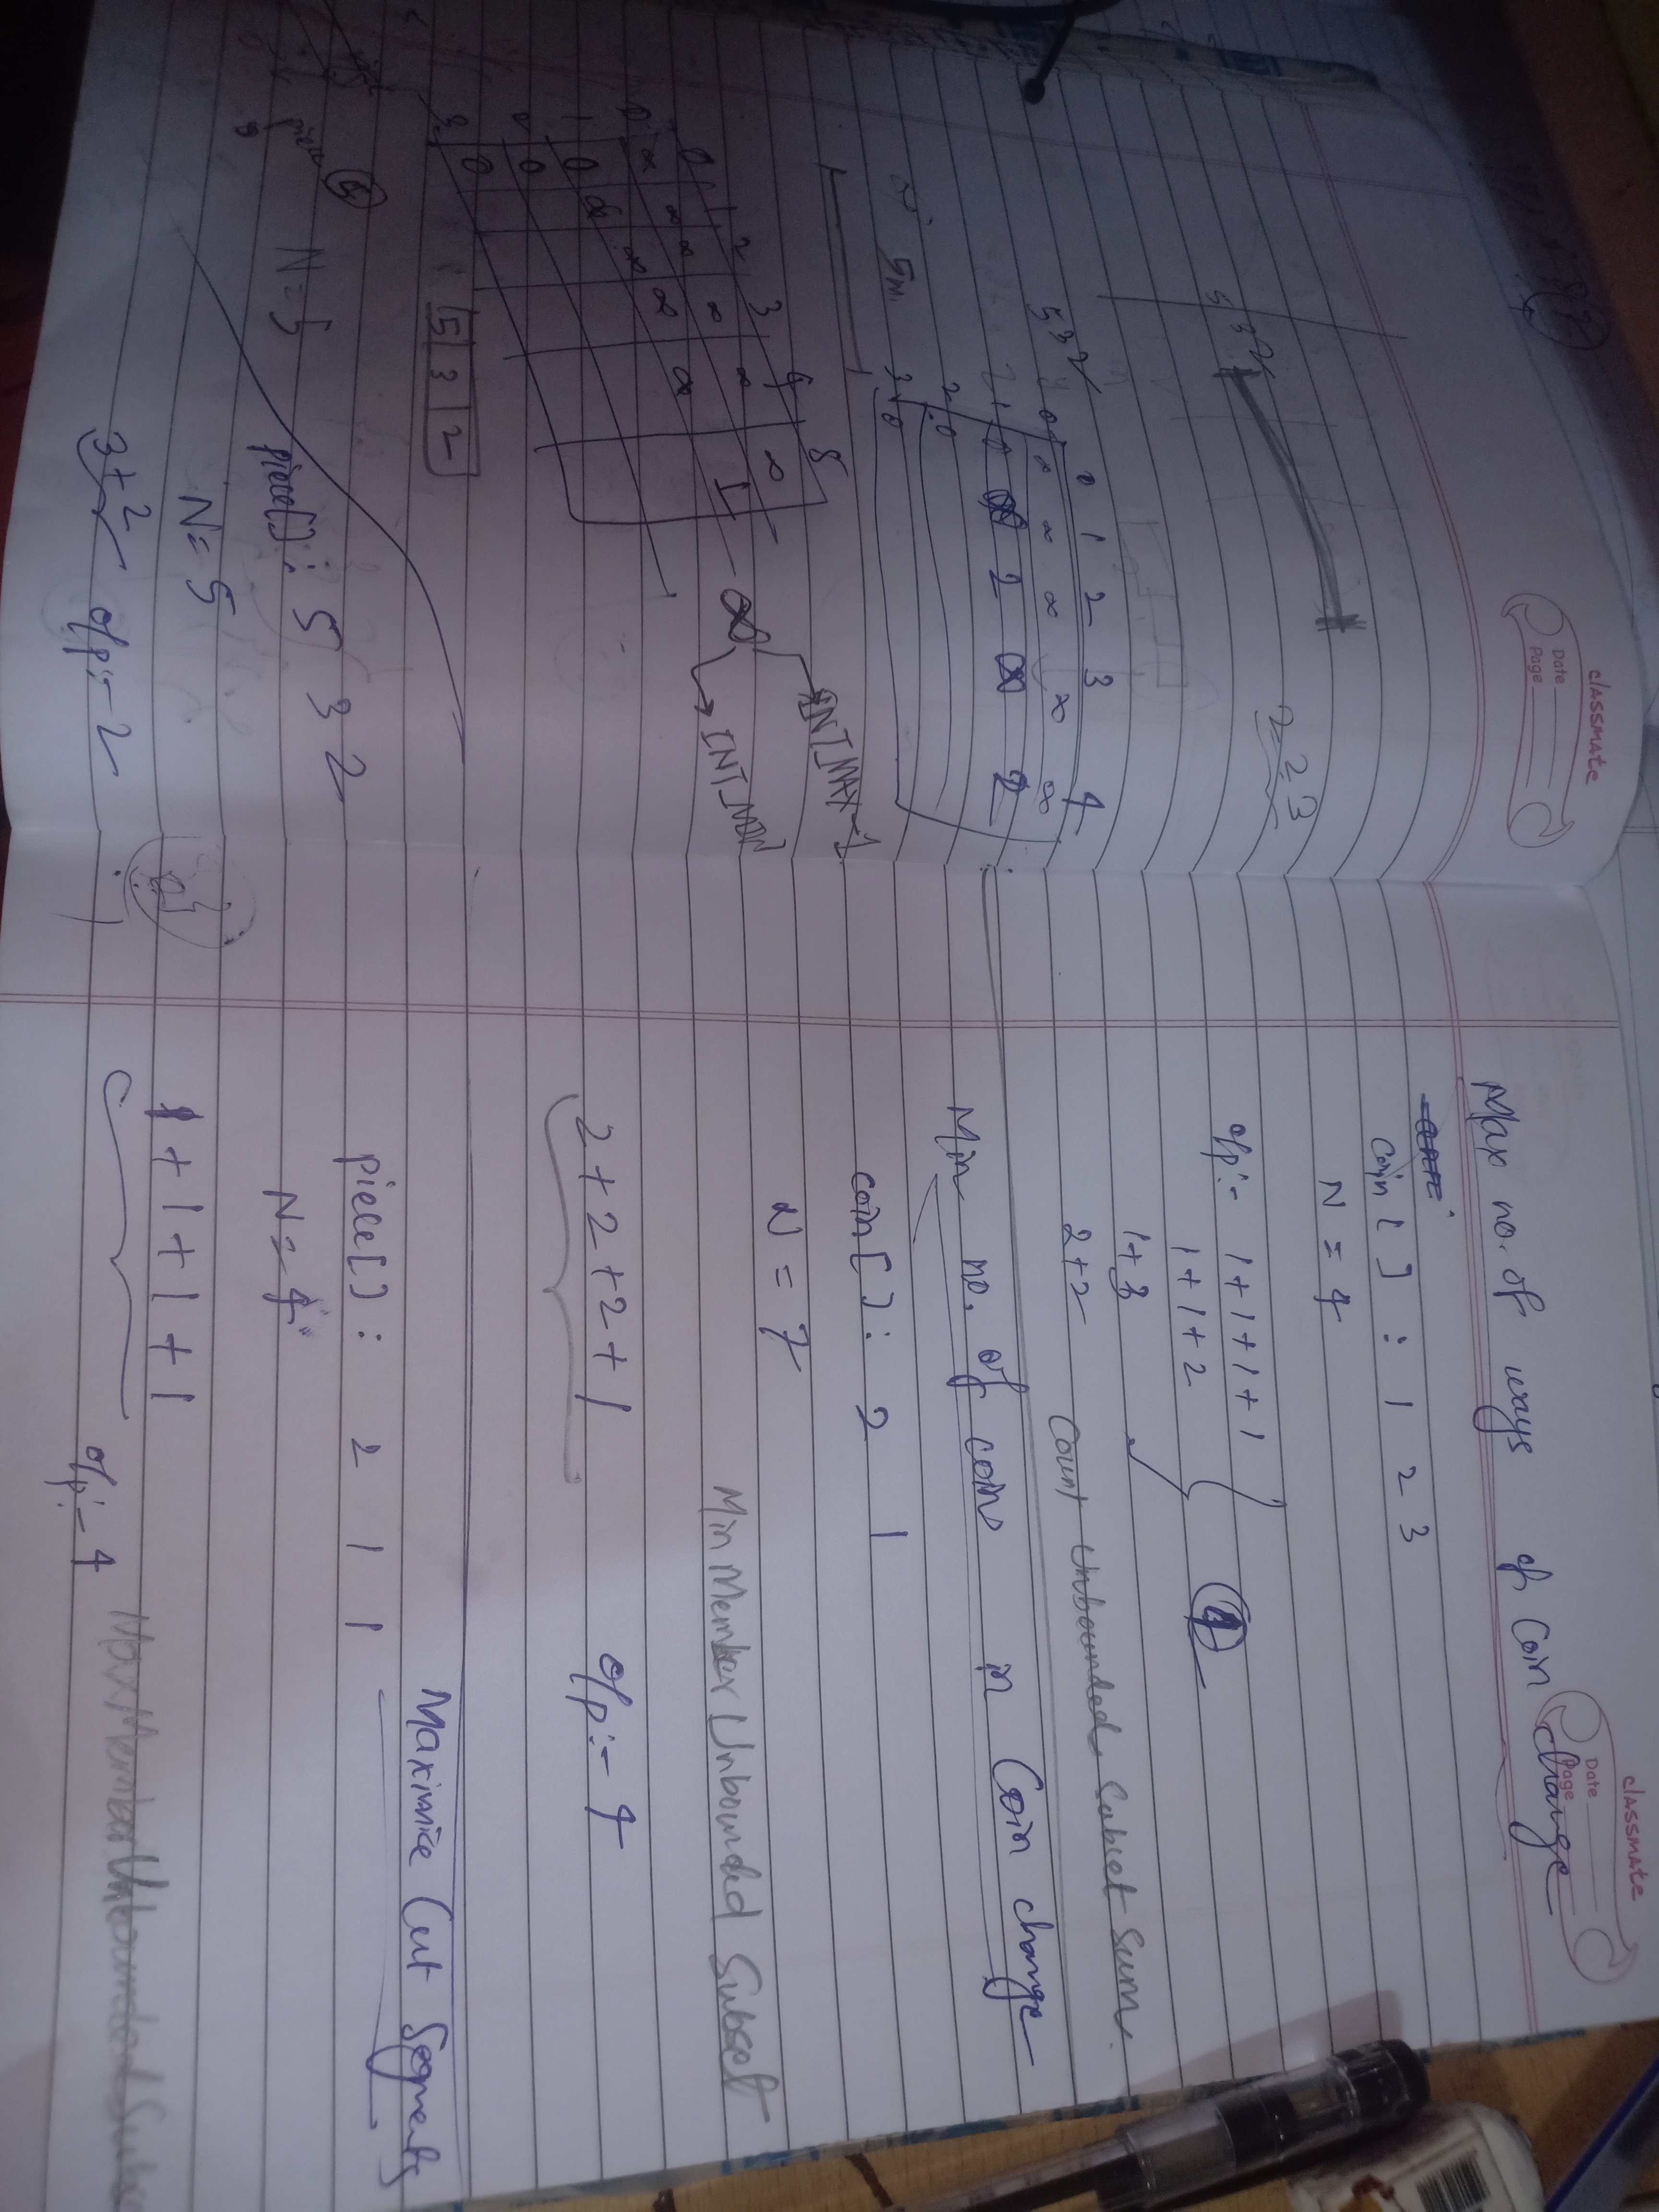 classmate
Date
Page
2 2 3
5 3 2
5 3 2
0 1 2 3 4
0 ∞ ∞ ∞ ∞ ∞
1 0 ∞ 2 ∞ 2
2 0
3 0
5m.
0 1 2 3 4 5
0 ∞ ∞ ∞ ∞ ∞ ∞
1 0 ∞ ∞ ∞ ∞ 1
2 0
3 0
∞
INT_MAX-1
INT_MIN
5 3 2
piece
N=5
piece[]: 5 3 2
N= 5
3+2 o/p:- 2
classmate
Date
Page
Max no. of ways of Coin change
Coin [ ] : 1 2 3
N = 4
o/p:- 1+1+1+1
1+1+2
4
1+3
2+2
Count Unbounded Subset Sum.
Min no. of coins in Coin change
coin[]: 2 1
N = 7
Min Member Unbounded Subset
2+2+2+1 o/p:- 4
Maximize Cut Segments
piece[]: 2 1 1
N= 4
1+1+1+1
o/p:- 4
Max Member Unbounded Subs